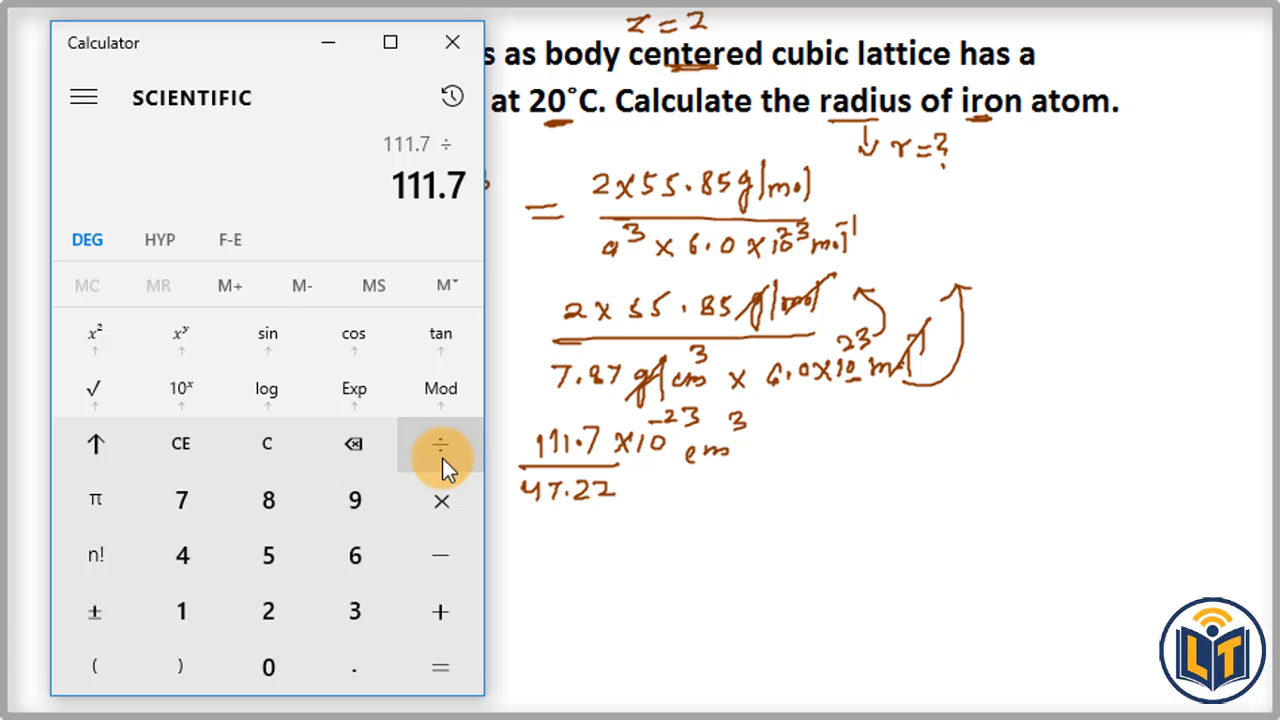 z = 2
s as body centered cubic lattice has a
at 20°C. Calculate the radius of iron atom.
r = ?
Calculator
SCIENTIFIC
111.7 ÷
111.7
DEG HYP F-E
MC MR M+ M- MS M
x² xʸ sin cos tan
√ 10ˣ log Exp Mod
↑ CE C ⌫ ÷
π 7 8 9 ×
n! 4 5 6 −
± 1 2 3 +
( ) 0 . =
= 2 x 55.85 g/mol
a³ x 6.0 x 10²³ mol⁻¹
2 x 55.85 g/mol
7.87 g/cm³ x 6.0 x 10²³ mol⁻¹
111.7 x 10⁻²³ cm³
47.22
LT